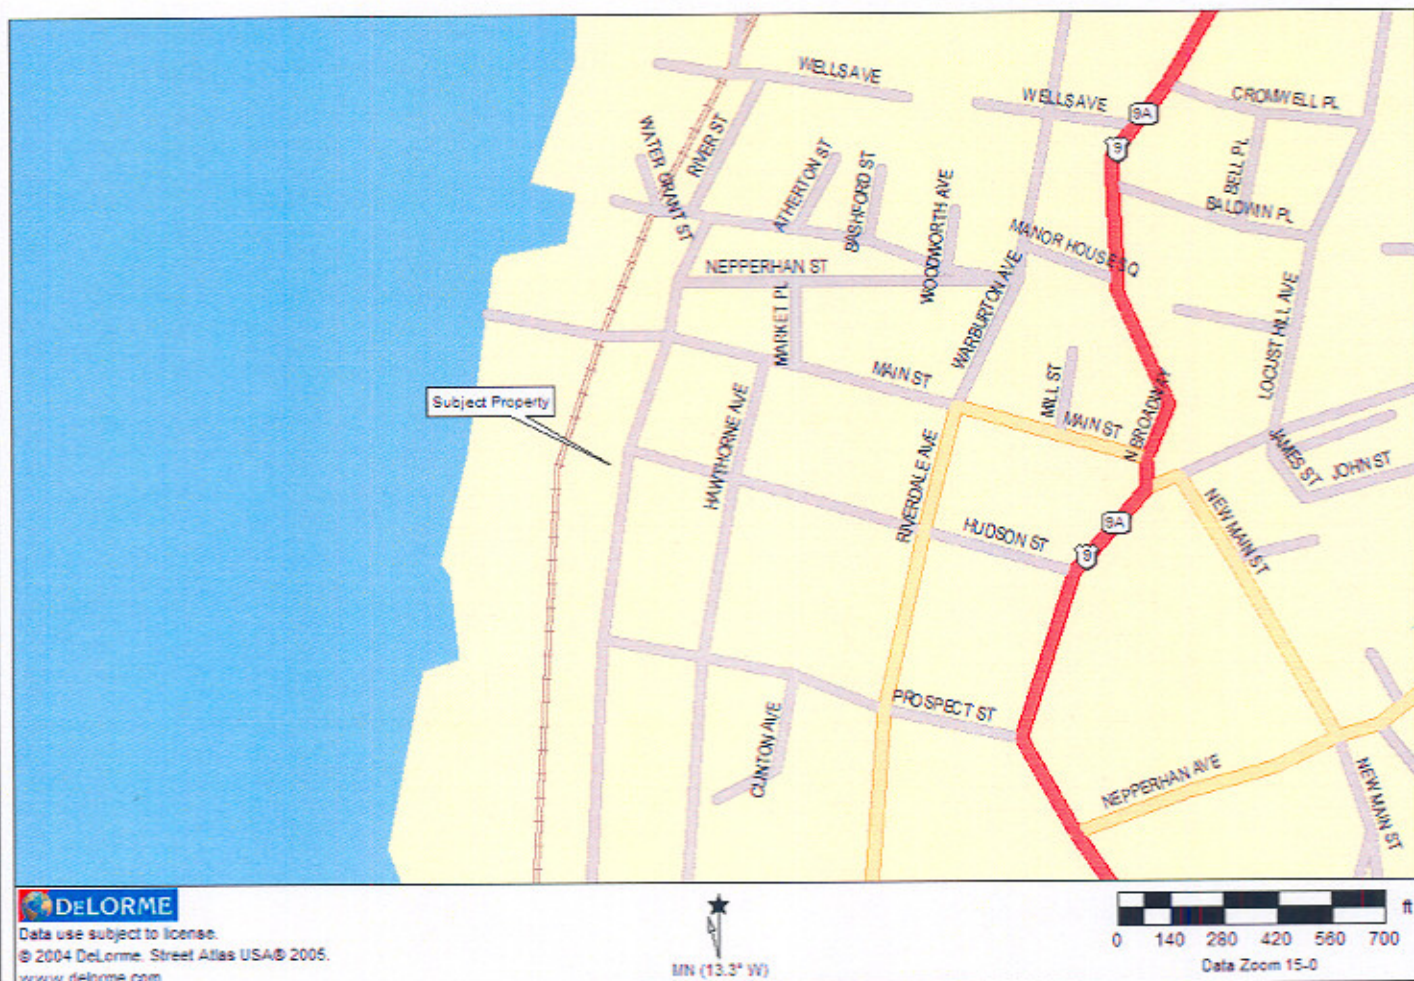 WELLS AVE
WELLS AVE
9A
CROMWELL PL
WATER GRANT ST
RIVER ST
9
BELL PL
ATHERTON ST
BASHFORD ST
WOODWORTH AVE
BALDWIN PL
MANOR HOUSE SQ
NEPPERHAN ST
MARKET PL
WARBURTON AVE
LOCUST HILL AVE
MAIN ST
MILL ST
Subject Property
HAWTHORNE AVE
MAIN ST
N BROADWAY
RIVERDALE AVE
JAMES ST
JOHN ST
NEW MAIN ST
9A
HUDSON ST
9
PROSPECT ST
CLINTON AVE
NEPPERHAN AVE
NEW MAIN ST
DELORME
Data use subject to license.
© 2004 DeLorme. Street Atlas USA® 2005.
www.delorme.com
MN (13.3° W)
ft
0 140 280 420 560 700
Data Zoom 15-0